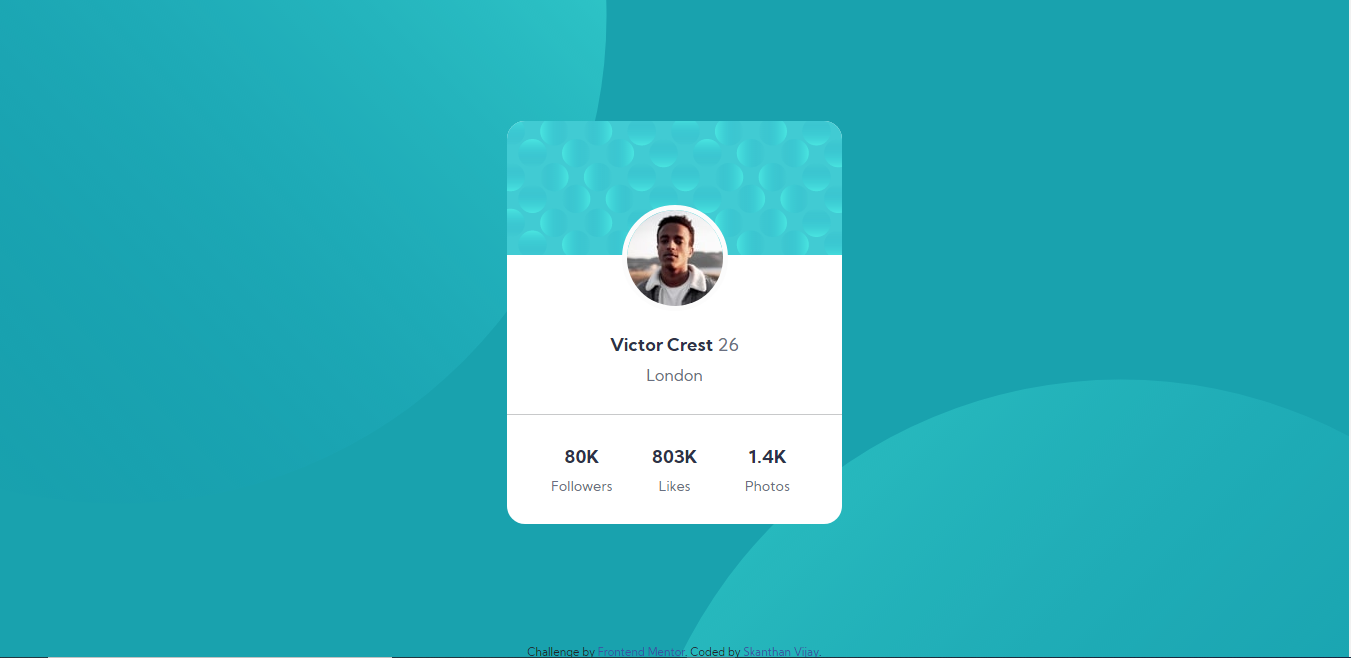 Victor Crest 26
London
80K 803K 1.4K
Followers Likes Photos
Challenge by Frontend Mentor. Coded by Skanthan Vijay.